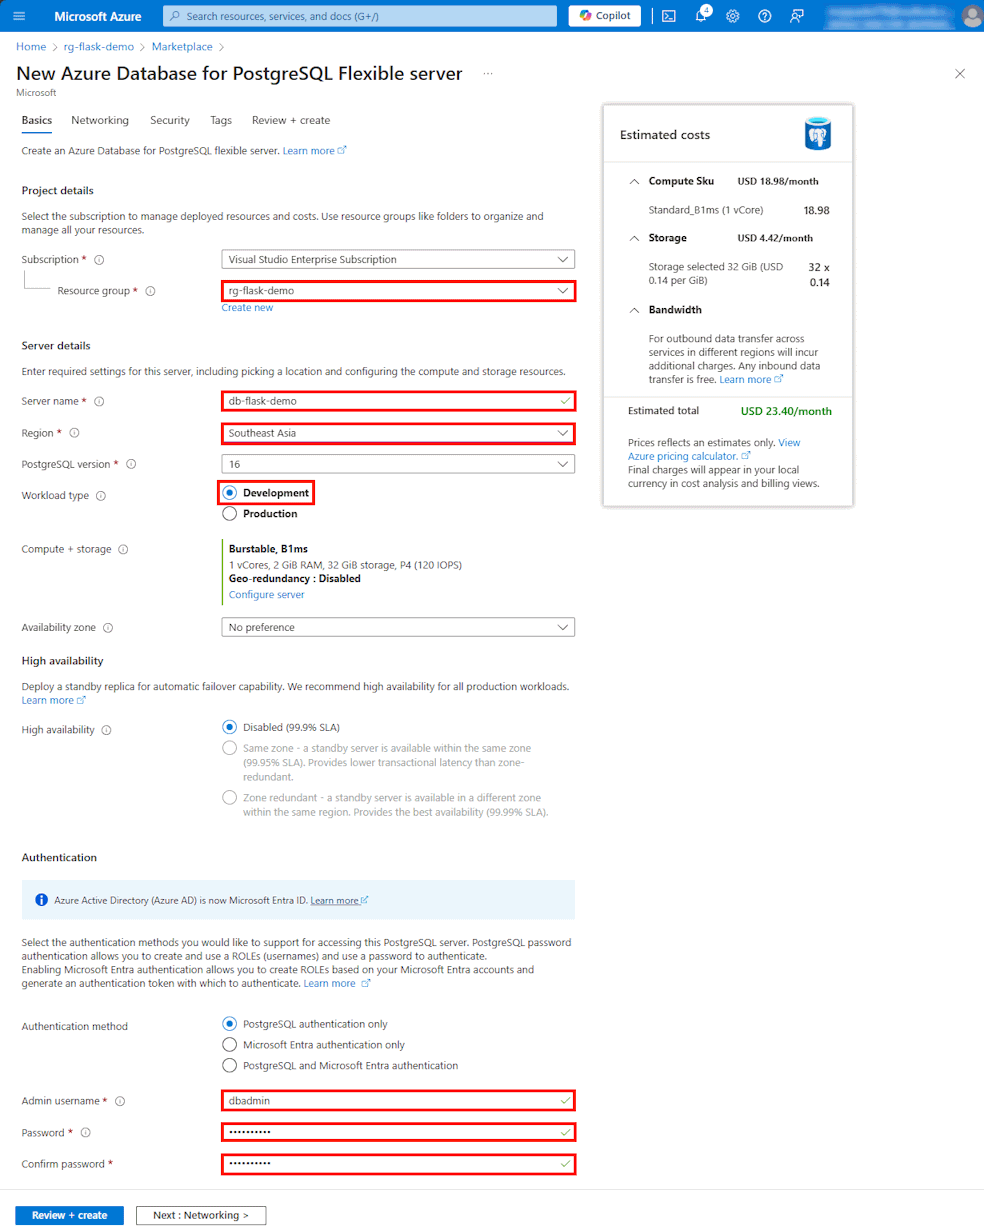 Microsoft Azure
Search resources, services, and docs (G+/)
Copilot
4
Home > rg-flask-demo > Marketplace >
New Azure Database for PostgreSQL Flexible server ...
Microsoft
Basics Networking Security Tags Review + create
Create an Azure Database for PostgreSQL flexible server. Learn more
Project details
Select the subscription to manage deployed resources and costs. Use resource groups like folders to organize and
manage all your resources.
Subscription * Visual Studio Enterprise Subscription
Resource group * rg-flask-demo
Create new
Server details
Enter required settings for this server, including picking a location and configuring the compute and storage resources.
Server name * db-flask-demo
Region * Southeast Asia
PostgreSQL version * 16
Workload type Development
Production
Compute + storage Burstable, B1ms
1 vCores, 2 GiB RAM, 32 GiB storage, P4 (120 IOPS)
Geo-redundancy : Disabled
Configure server
Availability zone No preference
High availability
Deploy a standby replica for automatic failover capability. We recommend high availability for all production workloads.
Learn more
High availability Disabled (99.9% SLA)
Same zone - a standby server is available within the same zone
(99.95% SLA). Provides lower transactional latency than zone-
redundant.
Zone redundant - a standby server is available in a different zone
within the same region. Provides the best availability (99.99% SLA).
Authentication
Azure Active Directory (Azure AD) is now Microsoft Entra ID. Learn more
Select the authentication methods you would like to support for accessing this PostgreSQL server. PostgreSQL password
authentication allows you to create and use a ROLEs (usernames) and use a password to authenticate.
Enabling Microsoft Entra authentication allows you to create ROLEs based on your Microsoft Entra accounts and
generate an authentication token with which to authenticate. Learn more
Authentication method PostgreSQL authentication only
Microsoft Entra authentication only
PostgreSQL and Microsoft Entra authentication
Admin username * dbadmin
Password * ••••••••••
Confirm password * ••••••••••
Review + create Next : Networking >
Estimated costs
Compute Sku USD 18.98/month
Standard_B1ms (1 vCore) 18.98
Storage USD 4.42/month
Storage selected 32 GiB (USD 32 x
0.14 per GiB) 0.14
Bandwidth
For outbound data transfer across
services in different regions will incur
additional charges. Any inbound data
transfer is free. Learn more
Estimated total USD 23.40/month
Prices reflect an estimates only. View
Azure pricing calculator.
Final charges will appear in your local
currency in cost analysis and billing views.